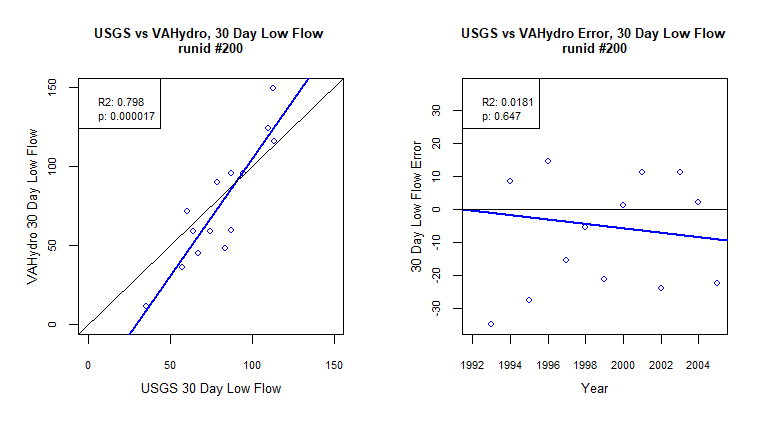 USGS vs VAHydro, 30 Day Low Flow
runid #200
R2: 0.798
p: 0.000017
VAHydro 30 Day Low Flow
150
100
50
0
0 50 100 150
USGS 30 Day Low Flow
USGS vs VAHydro Error, 30 Day Low Flow
runid #200
R2: 0.0181
p: 0.647
30 Day Low Flow Error
40
20
10
0
-10
-20
-30
1992 1994 1996 1998 2000 2002 2004
Year